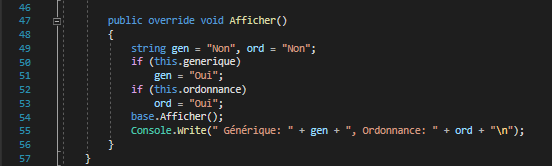 46
47 public override void Afficher()
48 {
49 string gen = "Non", ord = "Non";
50 if (this.generique)
51 gen = "Oui";
52 if (this.ordonnance)
53 ord = "Oui";
54 base.Afficher();
55 Console.Write(" Générique: " + gen + ", Ordonnance: " + ord + "\n");
56 }
57 }